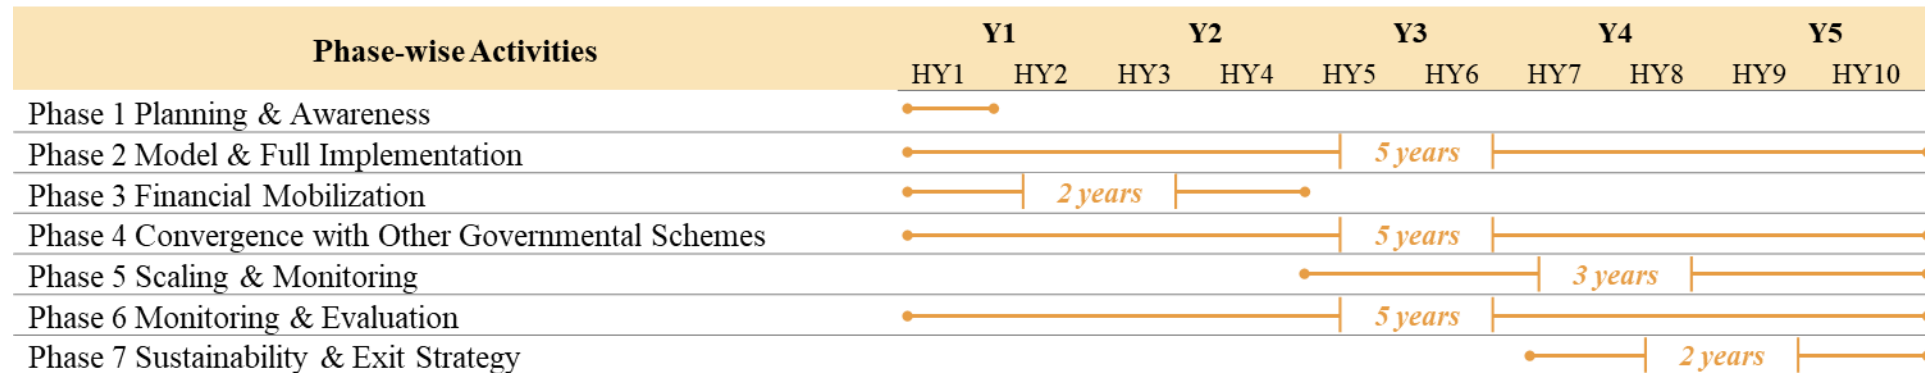 Phase-wise Activities
Y1 Y2 Y3 Y4 Y5
HY1 HY2 HY3 HY4 HY5 HY6 HY7 HY8 HY9 HY10
Phase 1 Planning & Awareness
Phase 2 Model & Full Implementation 5 years
Phase 3 Financial Mobilization 2 years
Phase 4 Convergence with Other Governmental Schemes 5 years
Phase 5 Scaling & Monitoring 3 years
Phase 6 Monitoring & Evaluation 5 years
Phase 7 Sustainability & Exit Strategy 2 years